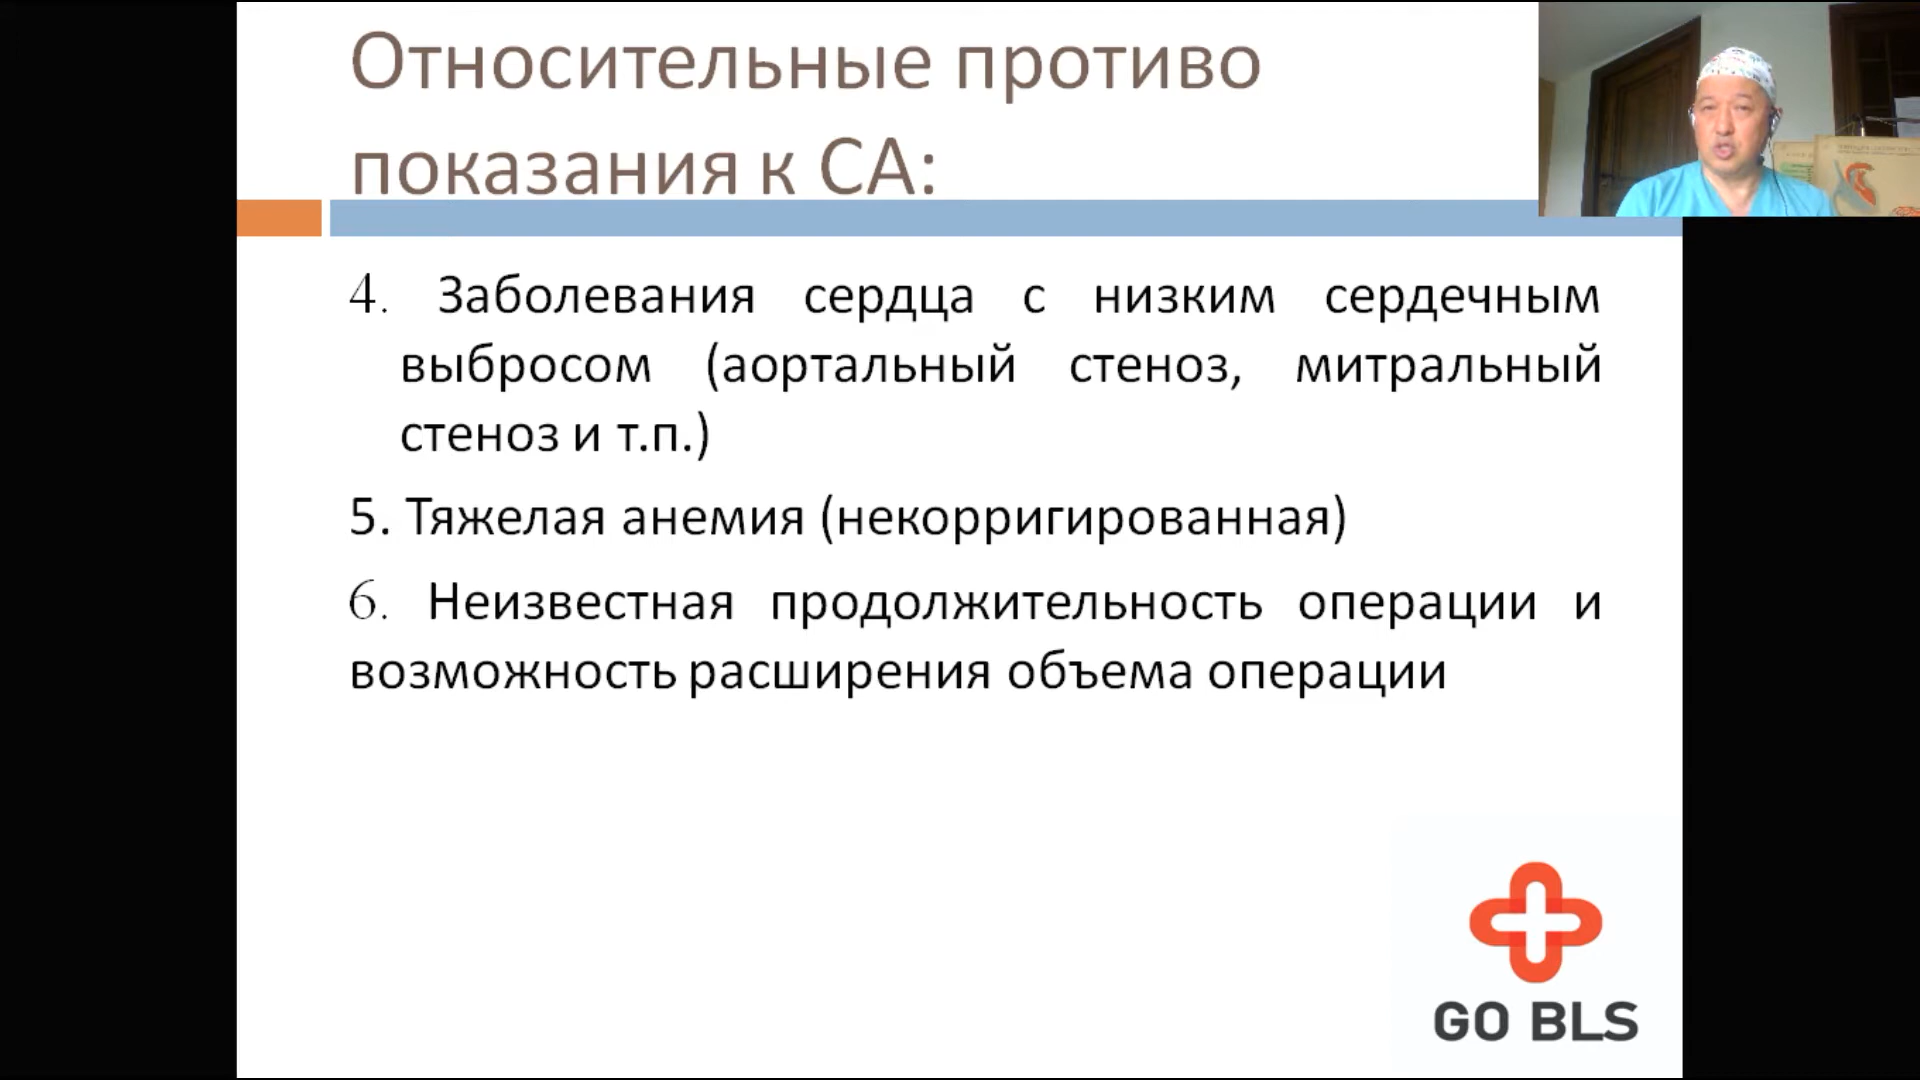 Относительные противо
показания к СА:
4. Заболевания сердца с низким сердечным
выбросом (аортальный стеноз, митральный
стеноз и т.п.)
5. Тяжелая анемия (некорригированная)
6. Неизвестная продолжительность операции и
возможность расширения объема операции
GO BLS